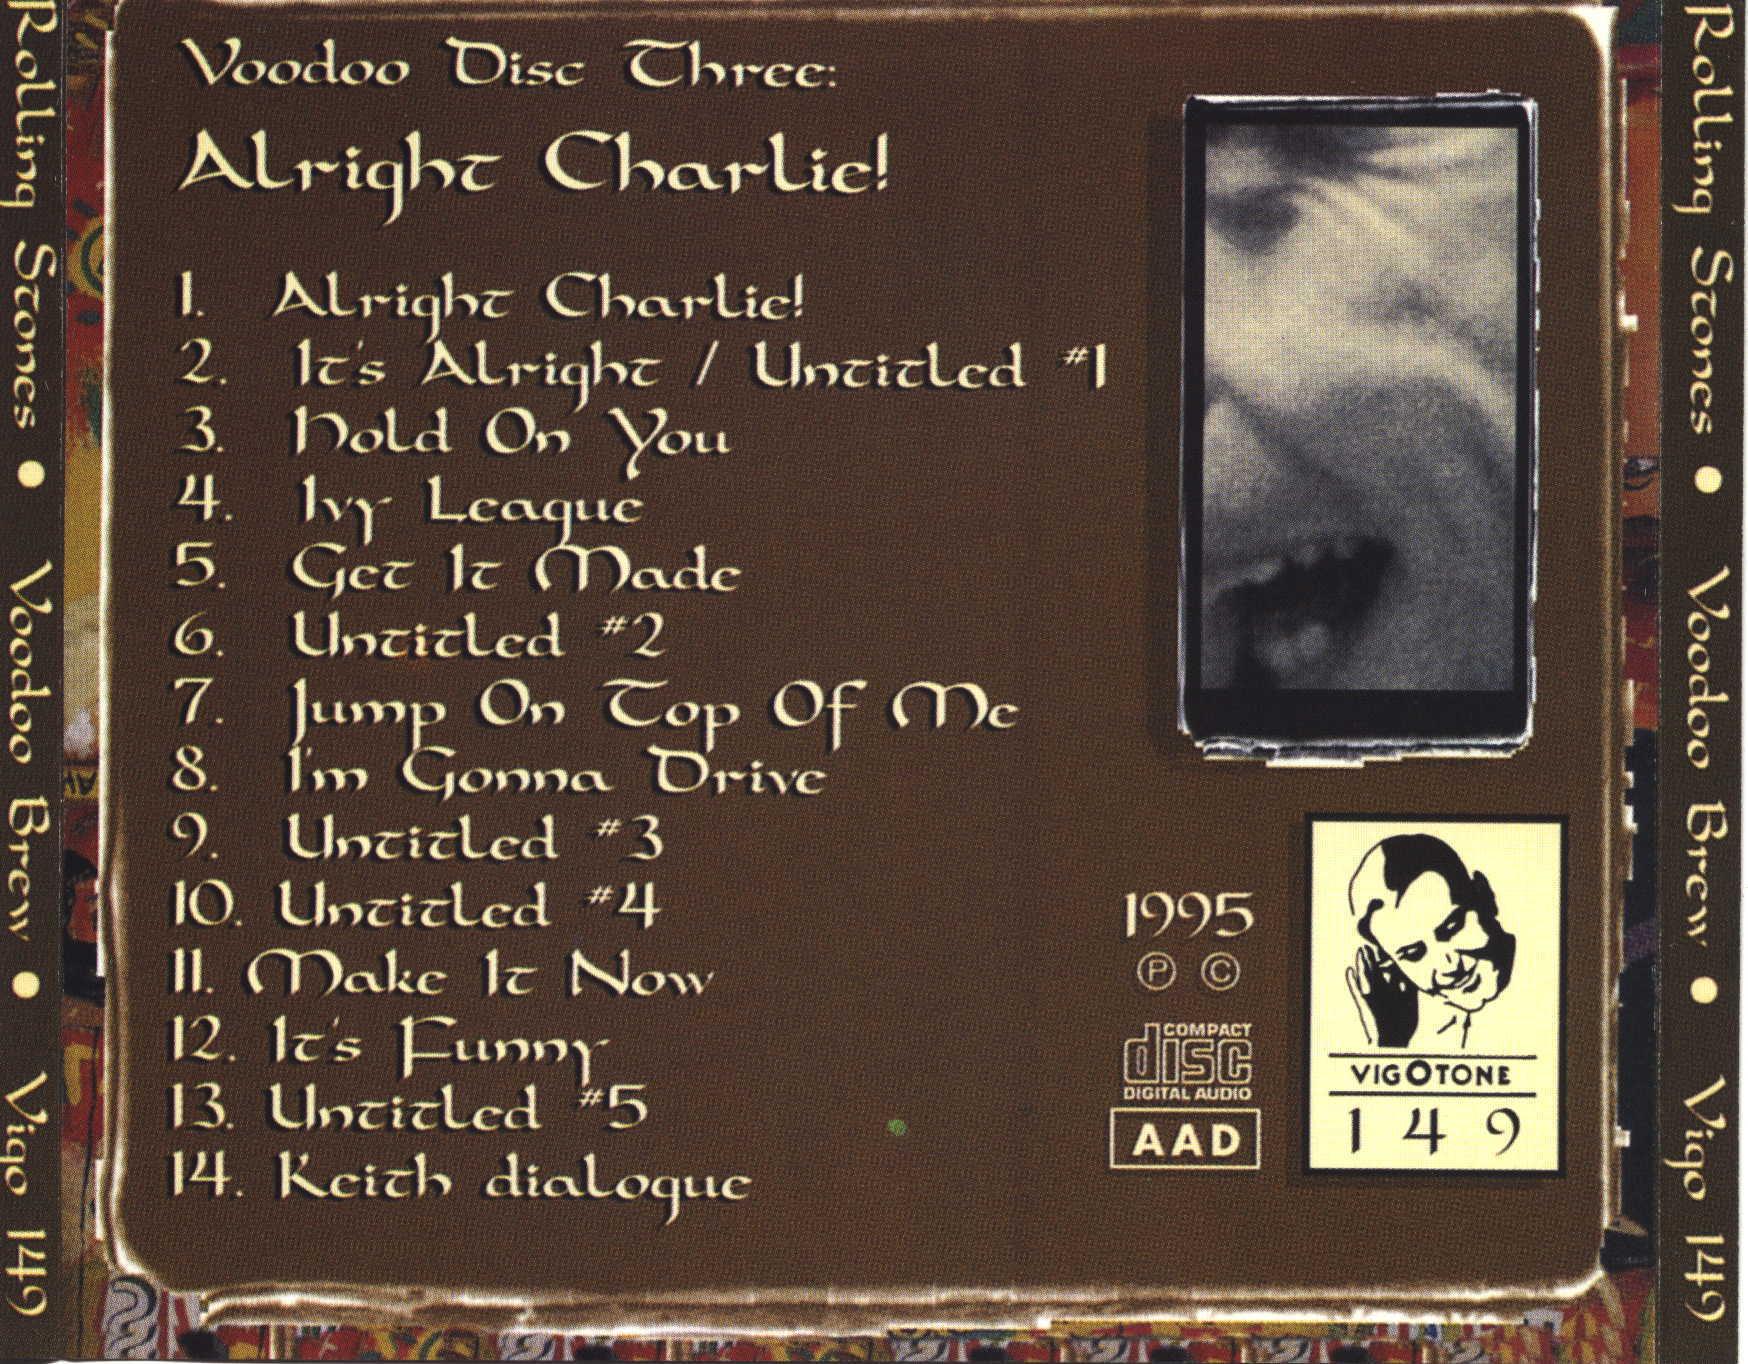 Rolling Stones • Voodoo Brew • Vigo 149
Voodoo Disc Three:
Alright Charlie!
1. Alright Charlie!
2. It's Alright / Untitled #1
3. Hold On You
4. Ivy League
5. Get It Made
6. Untitled #2
7. Jump On Top Of Me
8. I'm Gonna Drive
9. Untitled #3
10. Untitled #4
11. Make It Now
12. It's Funny
13. Untitled #5
14. Keith dialogue
1995
Ⓟ ©
COMPACT
disc
DIGITAL AUDIO
AAD
VIGOTONE
149
Rolling Stones • Voodoo Brew • Vigo 149